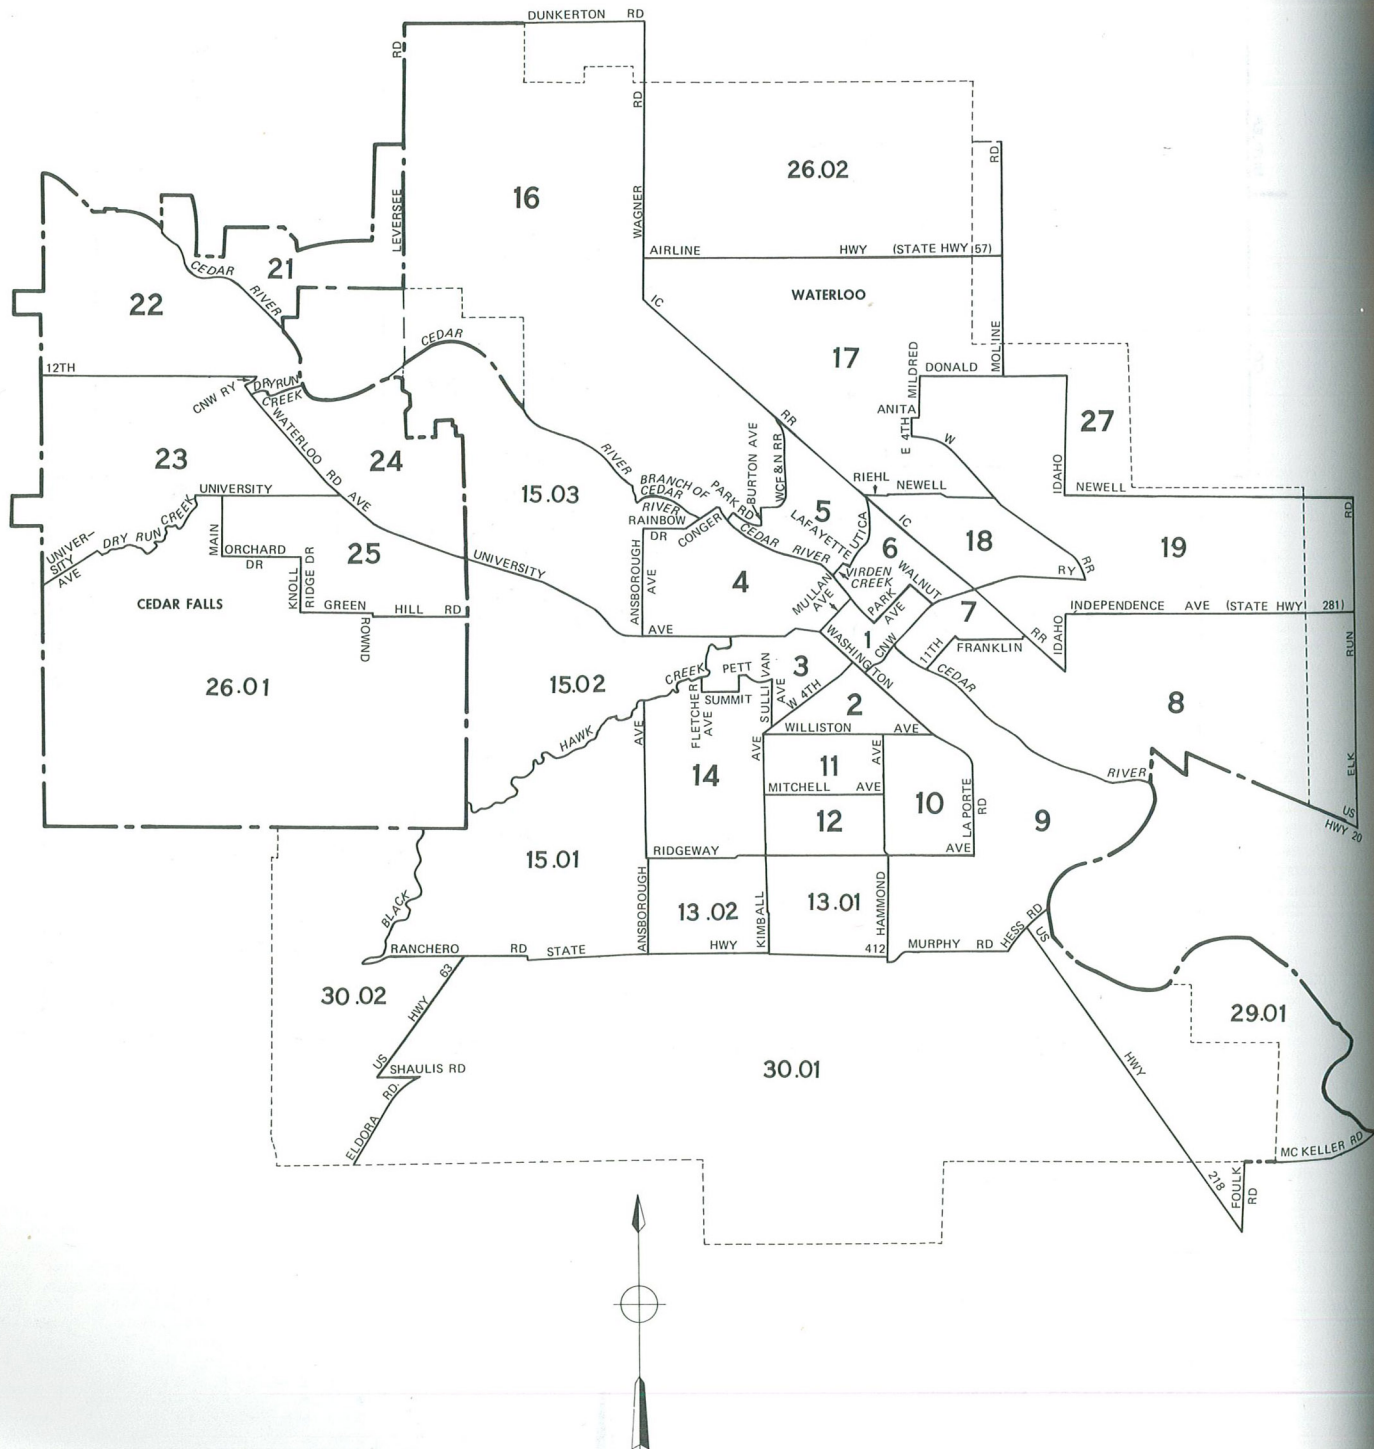 DUNKERTON RD
RD
RD
RD
26.02
16
WAGNER
LEVERSEE
AIRLINE HWY (STATE HWY 57)
CEDAR
21
RIVER
22
WATERLOO
IC
CEDAR
MOLINE
MILDRED
17
12TH
DONALD
CNW RY
DRY RUN
CREEK
ANITA
RR
27
E 4TH
W
WATERLOO RD
BURTON AVE
WCF & N RR
23
24
RIVER
IDAHO
RIEHL
NEWELL
NEWELL
UNIVERSITY AVE
15.03
BRANCH OF
CEDAR
RIVER
PARK RD
RD
5
LAFAYETTE
UTICA
IC
RAINBOW
DR
CONGER
CEDAR RIVER
UNIVER-
SITY
AVE
DRY RUN CREEK
MAIN
ORCHARD
DR
25
6
18
19
UNIVERSITY
ANSBOROUGH
AVE
VIRDEN
CREEK
WALNUT
RY
RR
KNOLL
RIDGE DR
4
MULLAN
AVE
PARK
AVE
CEDAR FALLS
GREEN HILL RD
7
INDEPENDENCE AVE (STATE HWY 281)
ROWND
AVE
WASHINGTON
1
CNW
11TH
FRANKLIN
RR
IDAHO
RUN
26.01
15.02
CREEK
PETT
SULLIVAN
AVE
3
CEDAR
SUMMIT
FLETCHER
AVE
W 4TH
2
8
HAWK
AVE
WILLISTON AVE
AVE
AVE
14
11
RIVER
ELK
MITCHELL AVE
10
LA PORTE
RD
US
HWY 20
12
9
15.01
RIDGEWAY
AVE
BLACK
ANSBOROUGH
13.02
KIMBALL
13.01
HAMMOND
HESS RD
US
RANCHERO RD
STATE
HWY
412
MURPHY RD
63
30.02
HWY
29.01
US
SHAULIS RD
30.01
HWY
RD.
ELDORA
MC KELLER RD
218
FOULK
RD